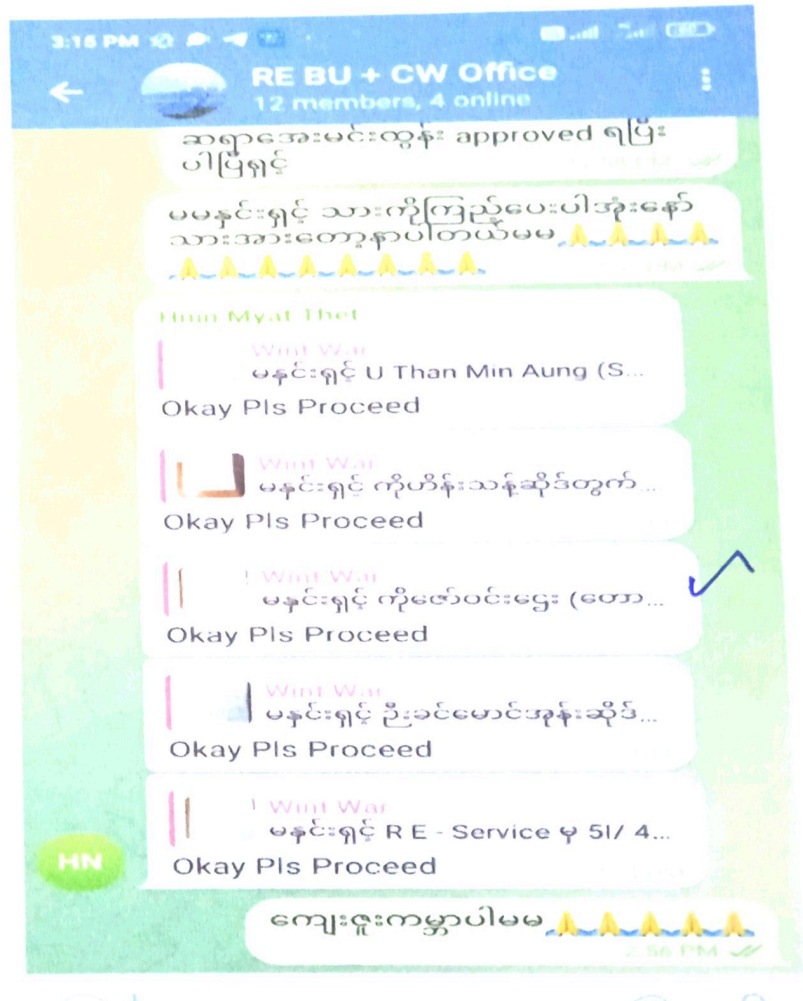 3:15 PM
RE BU + CW Office
12 members, 4 online
ဆရာအေးမင်းထွန်း approved ရပြီး
ပါပြီရှင့်
မမနှင်းရှင့် သားကိုကြည့်ပေးပါအုံးနော်
သားအားတော့နာပါတယ်မမ 🙏🙏🙏🙏
🙏🙏🙏🙏🙏🙏🙏🙏
Hnin Myat Thet
Wint War
မနှင်းရှင့် U Than Min Aung (S...
Okay Pls Proceed
Wint War
မနှင်းရှင့် ကိုဟိန်းသန့်ဆိုဒ်တွက်...
Okay Pls Proceed
Wint War
မနှင်းရှင့် ကိုဇော်ဝင်းဌေး (တော...
Okay Pls Proceed
Wint War
မနှင်းရှင့် ဦးခင်မောင်အုန်းဆိုဒ်...
Okay Pls Proceed
Wint War
မနှင်းရှင့် R E - Service မှ 5l/ 4...
Okay Pls Proceed
HN
ကျေးဇူးကမ္ဘာပါမမ 🙏🙏🙏🙏🙏
2:56 PM